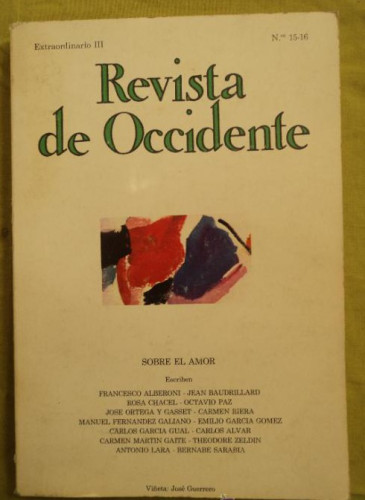 Extraordinario III
N.os 15-16
Revista
de Occidente
SOBRE EL AMOR
Escriben
FRANCESCO ALBERONI - JEAN BAUDRILLARD
ROSA CHACEL - OCTAVIO PAZ
JOSE ORTEGA Y GASSET - CARMEN RIERA
MANUEL FERNANDEZ GALIANO - EMILIO GARCIA GOMEZ
CARLOS GARCIA GUAL - CARLOS ALVAR
CARMEN MARTIN GAITE - THEODORE ZELDIN
ANTONIO LARA - BERNABE SARABIA
Viñeta: José Guerrero